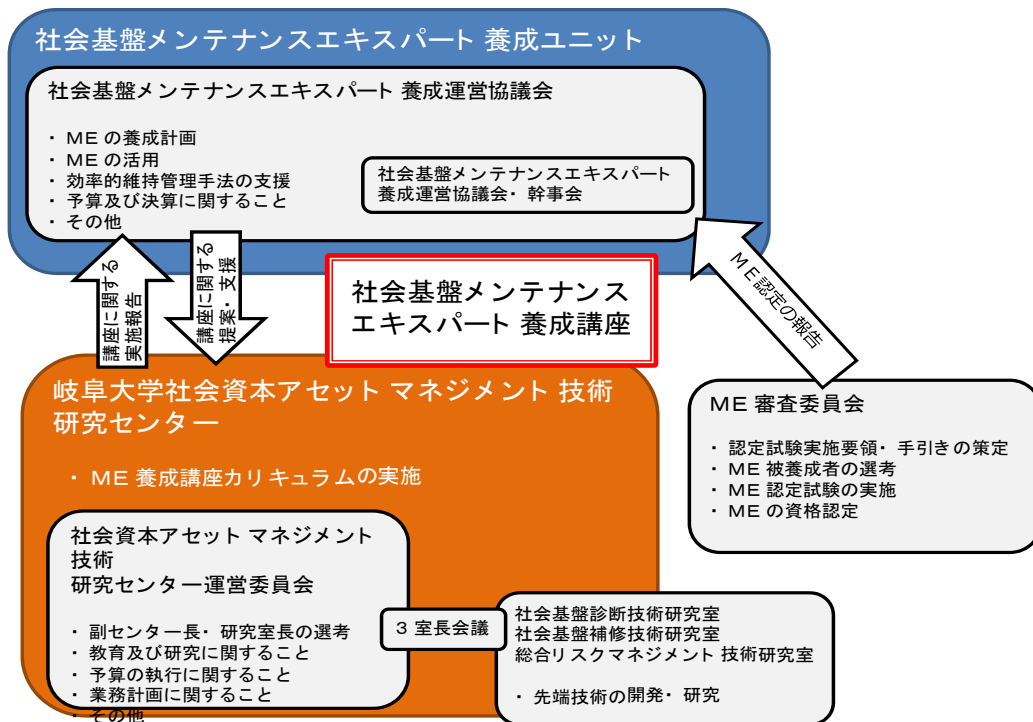 社会基盤メンテナンスエキスパート 養成ユニット
社会基盤メンテナンスエキスパート 養成運営協議会
・ ME の養成計画
・ ME の活用
・ 効率的維持管理手法の支援
・ 予算及び決算に関すること
・ その他
社会基盤メンテナンスエキスパート
養成運営協議会・ 幹事会
講座に関する
実施報告
講座に関する
提案・ 支援
社会基盤メンテナンス
エキスパート 養成講座
ME 認定の報告
岐阜大学社会資本アセット マネジメント 技術
研究センター
・ ME 養成講座カリキュラムの実施
社会資本アセット マネジメント
技術
研究センター運営委員会
・ 副センター長・ 研究室長の選考
・ 教育及び研究に関すること
・ 予算の執行に関すること
・ 業務計画に関すること
・ その他
3 室長会議
社会基盤診断技術研究室
社会基盤補修技術研究室
総合リスクマネジメント 技術研究室
・ 先端技術の開発・ 研究
ME 審査委員会
・ 認定試験実施要領・ 手引きの策定
・ ME 被養成者の選考
・ ME 認定試験の実施
・ ME の資格認定